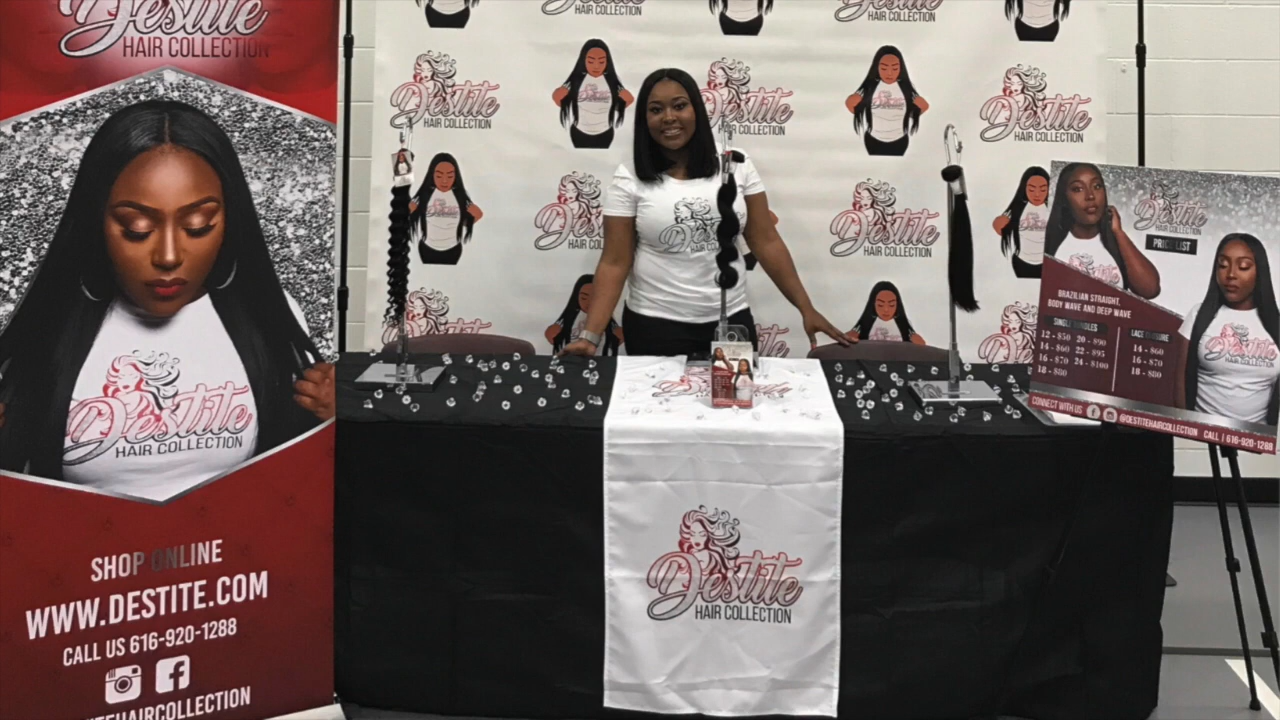 Destite
HAIR COLLECTION
Destite
HAIR COLLECTION
SHOP ONLINE
WWW.DESTITE.COM
CALL US 616-920-1288
Destite
HAIR COLLECTION
Destite
HAIR COLLECTION
Destite
HAIR COLLECTION
Destite
HAIR COLLECTION
Destite
HAIR COLLECTION
Destite
HAIR COLLECTION
PRICE LIST
BRAZILIAN STRAIGHT,
BODY WAVE AND DEEP WAVE
SINGLE BUNDLES
12 - $50 20 - $90
14 - $60 22 - $95
16 - $70 24 - $100
18 - $80
14 - $60
16 - $70
18 - $80
CONNECT WITH US @DESTITEHAIRCOLLECTION CALL | 616-920-1288